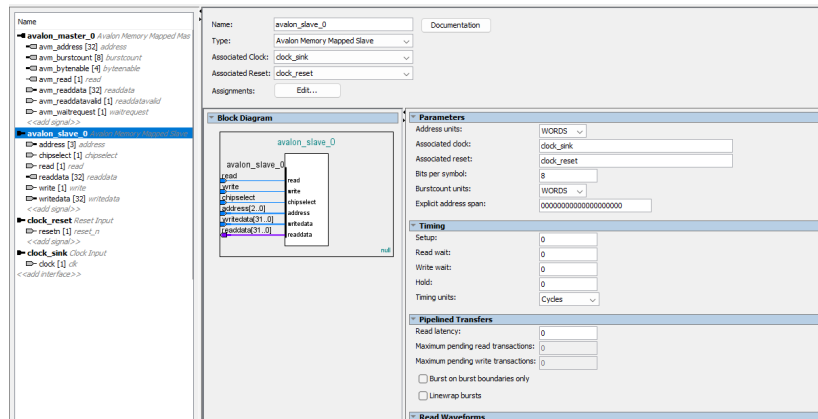 Name
avalon_master_0 Avalon Memory Mapped Mas
avm_address [32] address
avm_burstcount [8] burstcount
avm_bytenable [4] byteenable
avm_read [1] read
avm_readdata [32] readdata
avm_readdatavalid [1] readdatavalid
avm_waitrequest [1] waitrequest
<<add signal>>
avalon_slave_0 Avalon Memory Mapped Slave
address [3] address
chipselect [1] chipselect
read [1] read
readdata [32] readdata
write [1] write
writedata [32] writedata
<<add signal>>
clock_reset Reset Input
resetn [1] reset_n
<<add signal>>
clock_sink Clock Input
clock [1] clk
<<add interface>>
Name: avalon_slave_0 Documentation
Type: Avalon Memory Mapped Slave
Associated Clock: clock_sink
Associated Reset: clock_reset
Assignments: Edit...
Block Diagram
avalon_slave_0
avalon_slave_0
read read
write write
chipselect chipselect
address[2..0] address
writedata[31..0] writedata
readdata[31..0] readdata
null
Parameters
Address units: WORDS
Associated clock: clock_sink
Associated reset: clock_reset
Bits per symbol: 8
Burstcount units: WORDS
Explicit address span: 00000000000000000000
Timing
Setup: 0
Read wait: 0
Write wait: 0
Hold: 0
Timing units: Cycles
Pipelined Transfers
Read latency: 0
Maximum pending read transactions: 0
Maximum pending write transactions: 0
Burst on burst boundaries only
Linewrap bursts
Read Waveforms